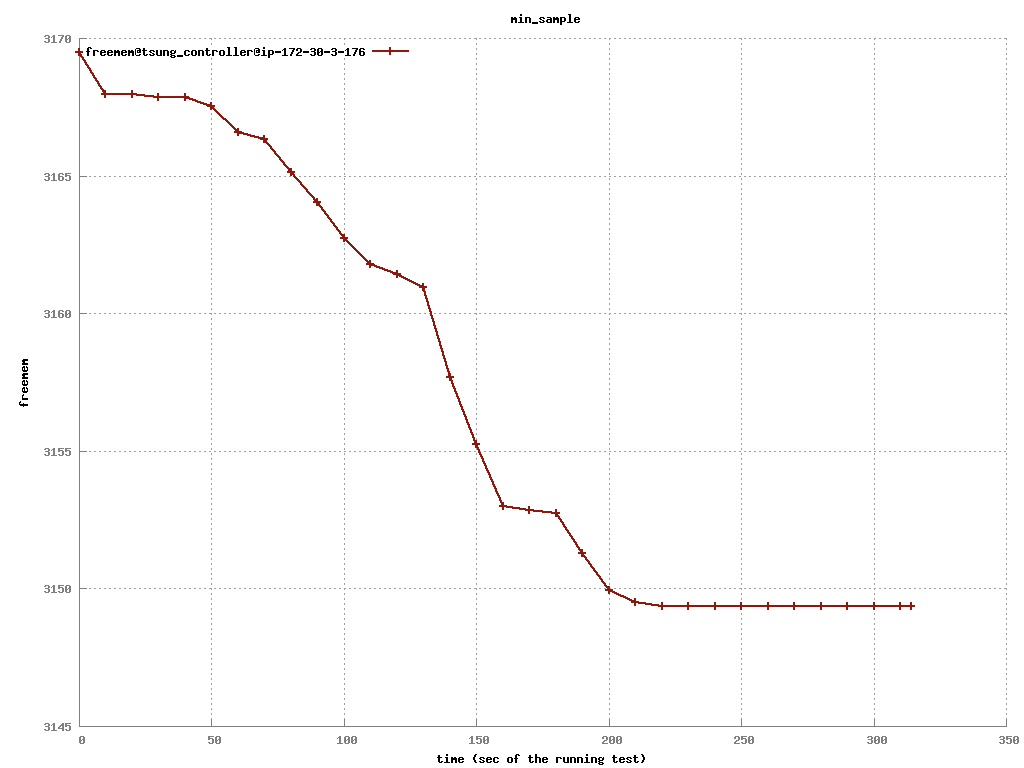 min_sample
3170
freemem@tsung_controller@ip-172-30-3-176
3165
3160
freemem
3155
3150
3145
0 50 100 150 200 250 300 350
time (sec of the running test)